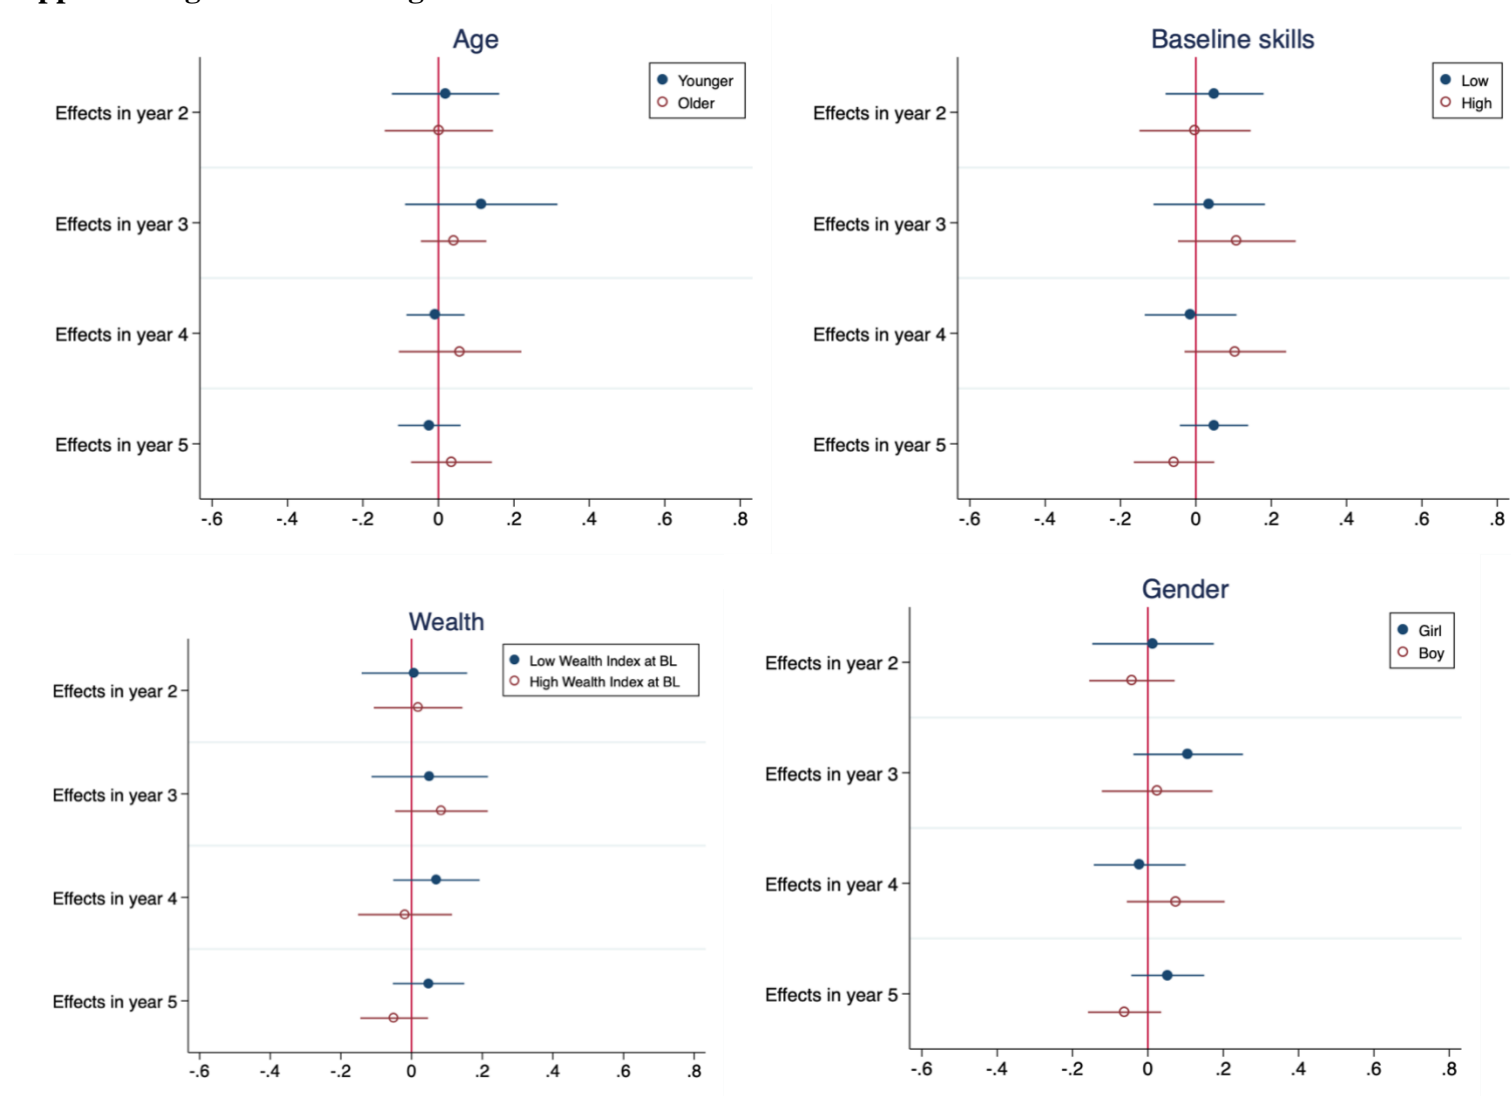 Age
Younger
Older
Effects in year 2
Effects in year 3
Effects in year 4
Effects in year 5
-.6 -.4 -.2 0 .2 .4 .6 .8
Baseline skills
Low
High
Effects in year 2
Effects in year 3
Effects in year 4
Effects in year 5
-.6 -.4 -.2 0 .2 .4 .6 .8
Wealth
Low Wealth Index at BL
High Wealth Index at BL
Effects in year 2
Effects in year 3
Effects in year 4
Effects in year 5
-.6 -.4 -.2 0 .2 .4 .6 .8
Gender
Girl
Boy
Effects in year 2
Effects in year 3
Effects in year 4
Effects in year 5
-.6 -.4 -.2 0 .2 .4 .6 .8